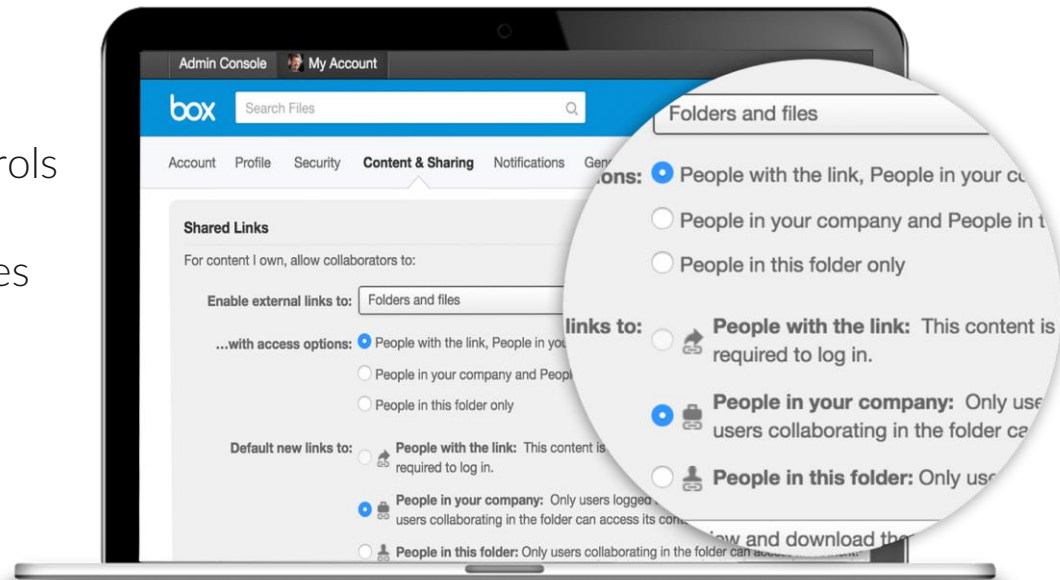 Admin Console My Account
box Search Files
Account Profile Security Content & Sharing Notifications Gen
Shared Links
For content I own, allow collaborators to:
Enable external links to: Folders and files
...with access options: People with the link, People in you
People in your company and Peopl
People in this folder only
Default new links to: People with the link: This content is
required to log in.
People in your company: Only users logged
users collaborating in the folder can access its cont
People in this folder: Only users collaborating in the folder can
rols
es
Folders and files
ons: People with the link, People in your co
People in your company and People in t
People in this folder only
links to: People with the link: This content is
required to log in.
People in your company: Only use
users collaborating in the folder ca
People in this folder: Only use
and download the